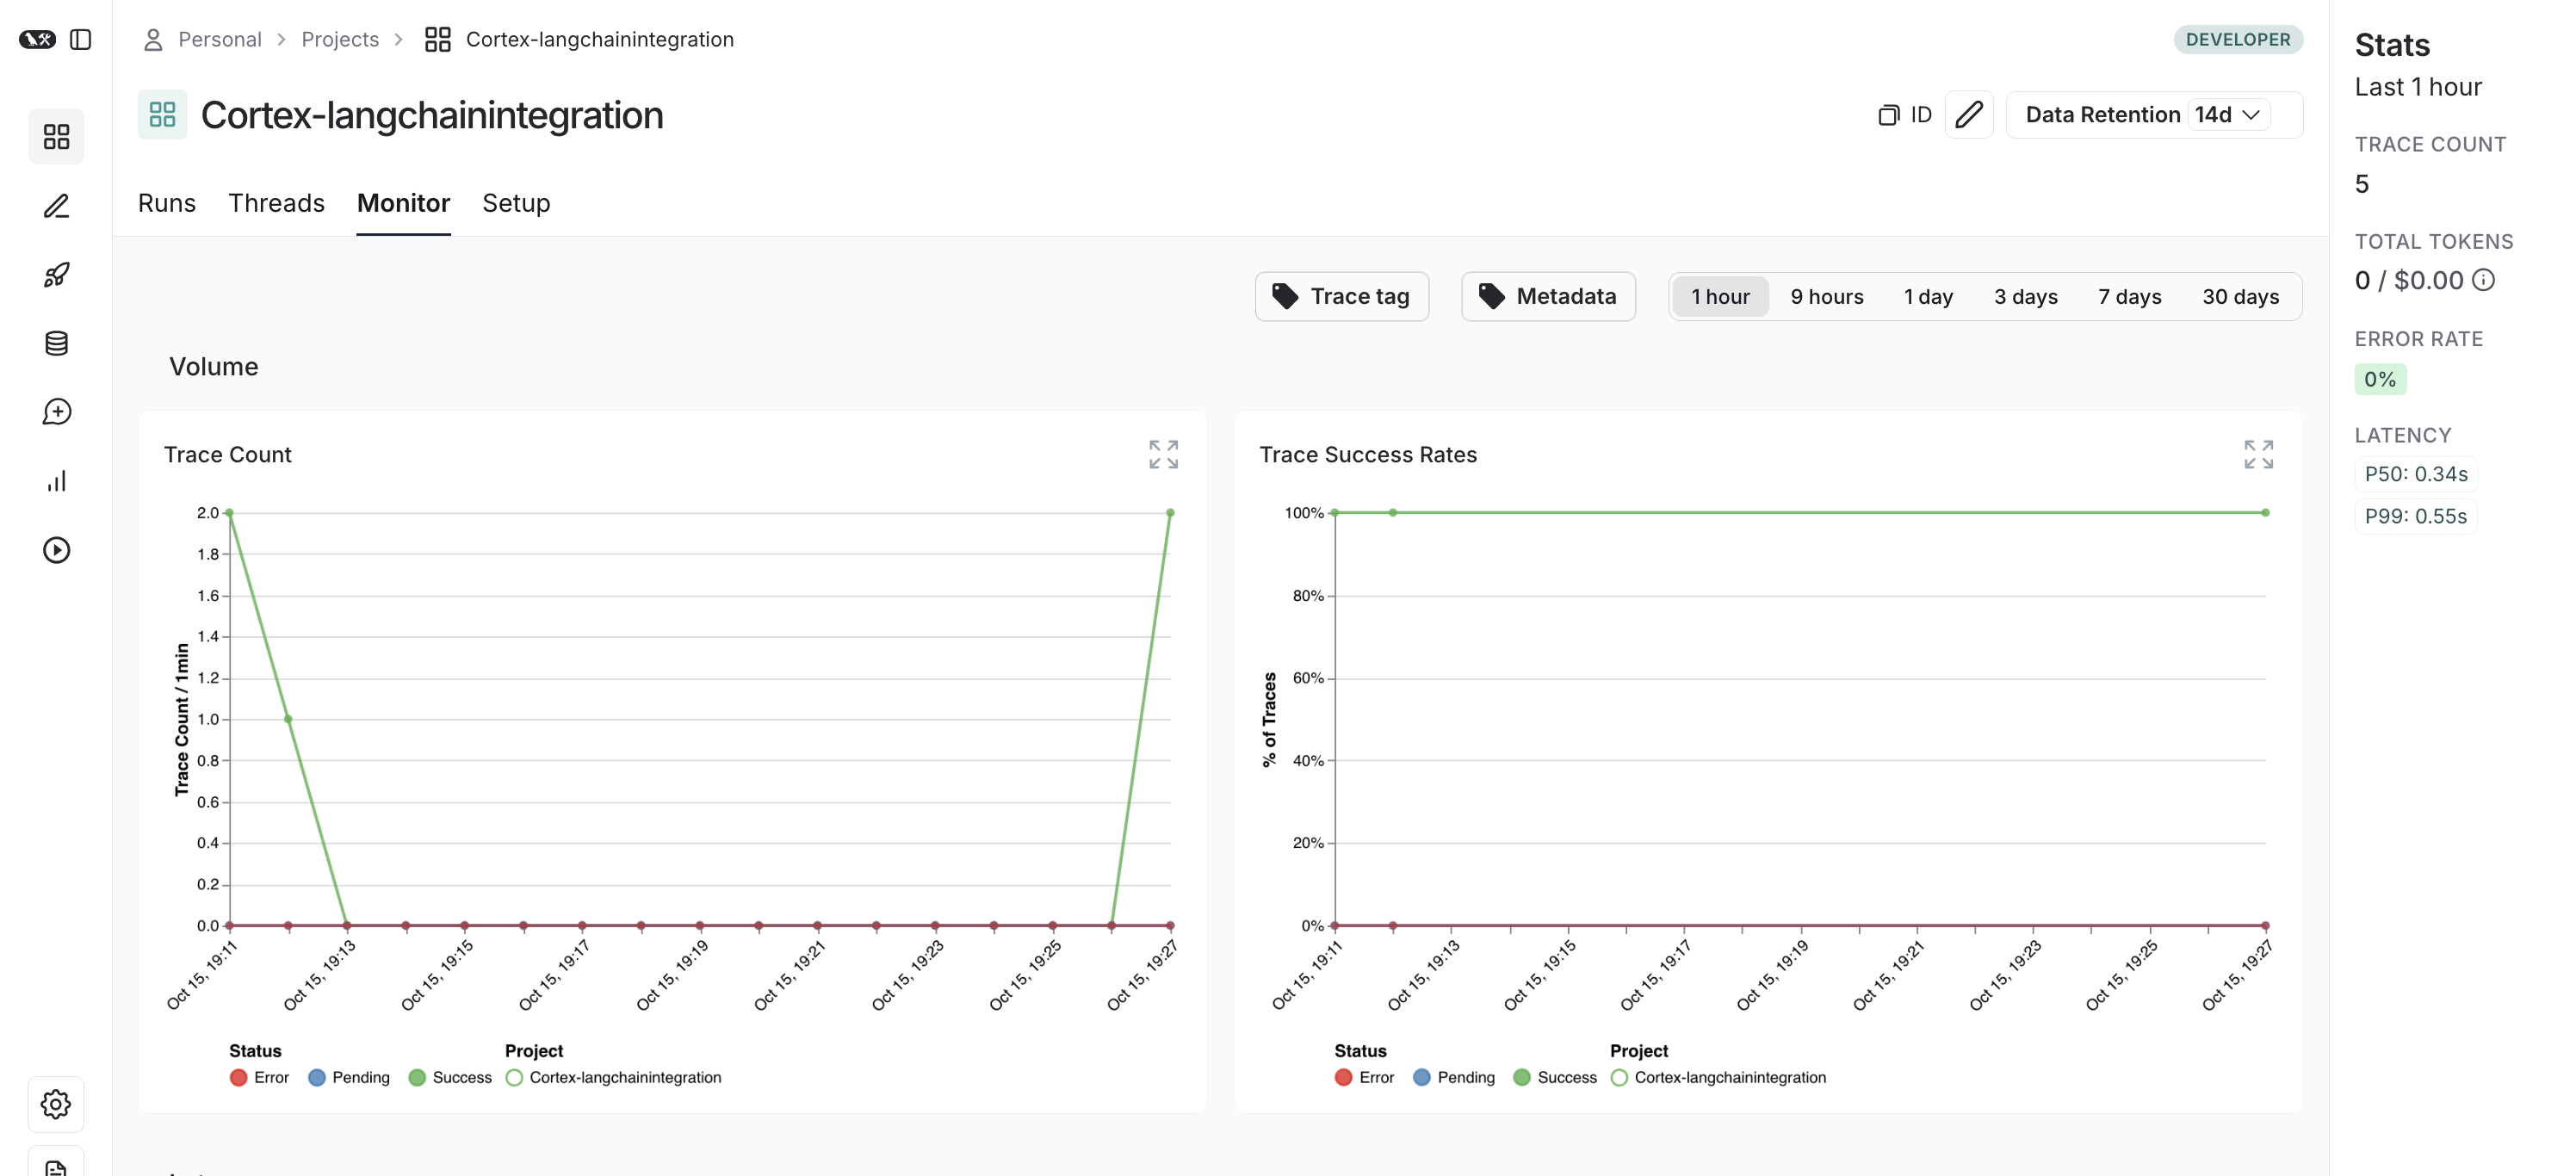 Personal > Projects > Cortex-langchainintegration
DEVELOPER
Cortex-langchainintegration
ID
Data Retention 14d
Runs Threads Monitor Setup
Trace tag Metadata 1 hour 9 hours 1 day 3 days 7 days 30 days
Volume
Trace Count
Trace Count / 1min
2.0
1.8
1.6
1.4
1.2
1.0
0.8
0.6
0.4
0.2
0.0
Oct 15, 19:11
Oct 15, 19:13
Oct 15, 19:15
Oct 15, 19:17
Oct 15, 19:19
Oct 15, 19:21
Oct 15, 19:23
Oct 15, 19:25
Oct 15, 19:27
Status Project
Error Pending Success Cortex-langchainintegration
Trace Success Rates
% of Traces
100%
80%
60%
40%
20%
0%
Oct 15, 19:11
Oct 15, 19:13
Oct 15, 19:15
Oct 15, 19:17
Oct 15, 19:19
Oct 15, 19:21
Oct 15, 19:23
Oct 15, 19:25
Oct 15, 19:27
Status Project
Error Pending Success Cortex-langchainintegration
Stats
Last 1 hour
TRACE COUNT
5
TOTAL TOKENS
0 / $0.00
ERROR RATE
0%
LATENCY
P50: 0.34s
P99: 0.55s